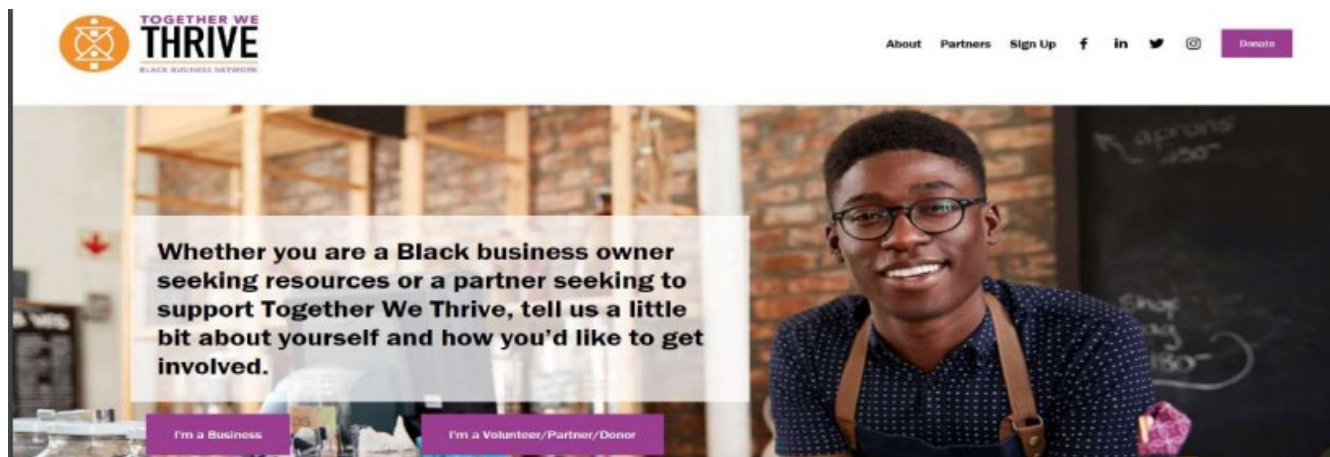 TOGETHER WE
THRIVE
BLACK BUSINESS NETWORK
About Partners Sign Up f in Donate
aprons
Whether you are a Black business owner
seeking resources or a partner seeking to
support Together We Thrive, tell us a little
bit about yourself and how you'd like to get
involved.
I'm a Business
I'm a Volunteer/Partner/Donor